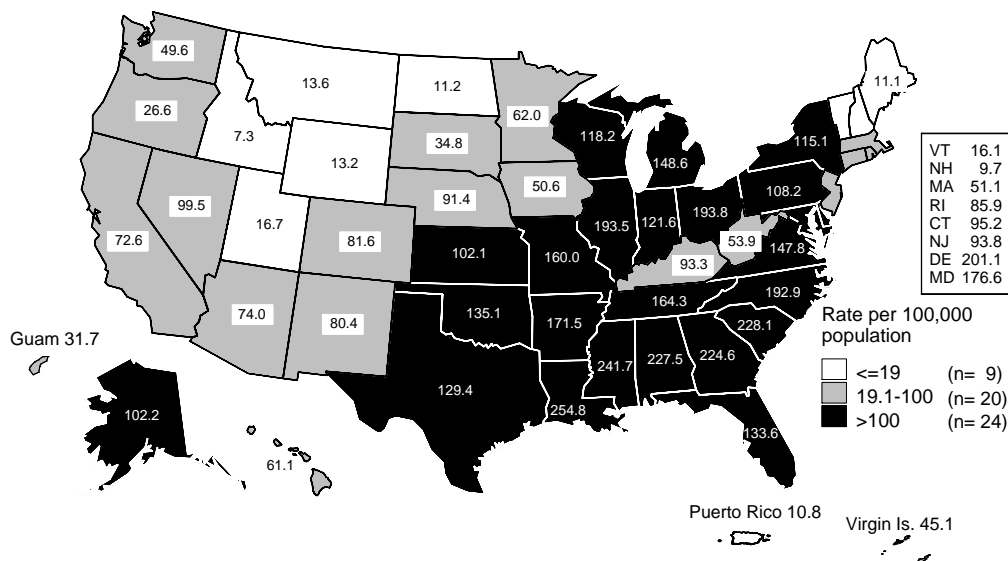 49.6
13.6
11.2
11.1
26.6
62.0
118.2
115.1
7.3
34.8
148.6
13.2
50.6
108.2
91.4
99.5
193.5
121.6
193.8
16.7
81.6
72.6
53.9
147.8
102.1
160.0
93.3
164.3
192.9
74.0
80.4
135.1
171.5
228.1
241.7
227.5
224.6
129.4
254.8
133.6
102.2
61.1
Guam 31.7
VT 16.1
NH 9.7
MA 51.1
RI 85.9
CT 95.2
NJ 93.8
DE 201.1
MD 176.6
Rate per 100,000
population
<=19 (n= 9)
19.1-100 (n= 20)
>100 (n= 24)
Puerto Rico 10.8
Virgin Is. 45.1